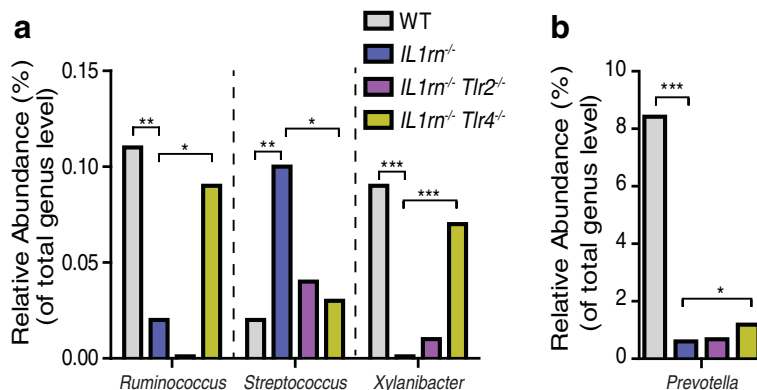 a
WT
IL1rn-/-
IL1rn-/- Tlr2-/-
IL1rn-/- Tlr4-/-
Relative Abundance (%)
(of total genus level)
0.15
0.10
0.05
0.00
**
*
**
*
***
***
Ruminococcus
Streptococcus
Xylanibacter
b
Relative Abundance (%)
(of total genus level)
10
8
6
4
2
0
***
*
Prevotella